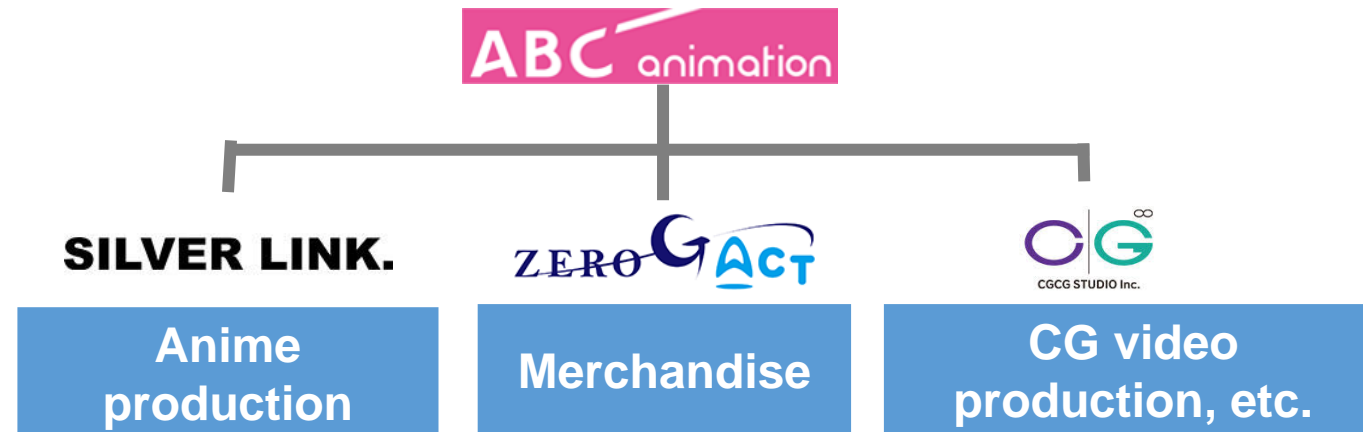 ABC animation
SILVER LINK.
ZERO G ACT
CG∞
CGCG STUDIO Inc.
Anime
production
Merchandise
CG video
production, etc.